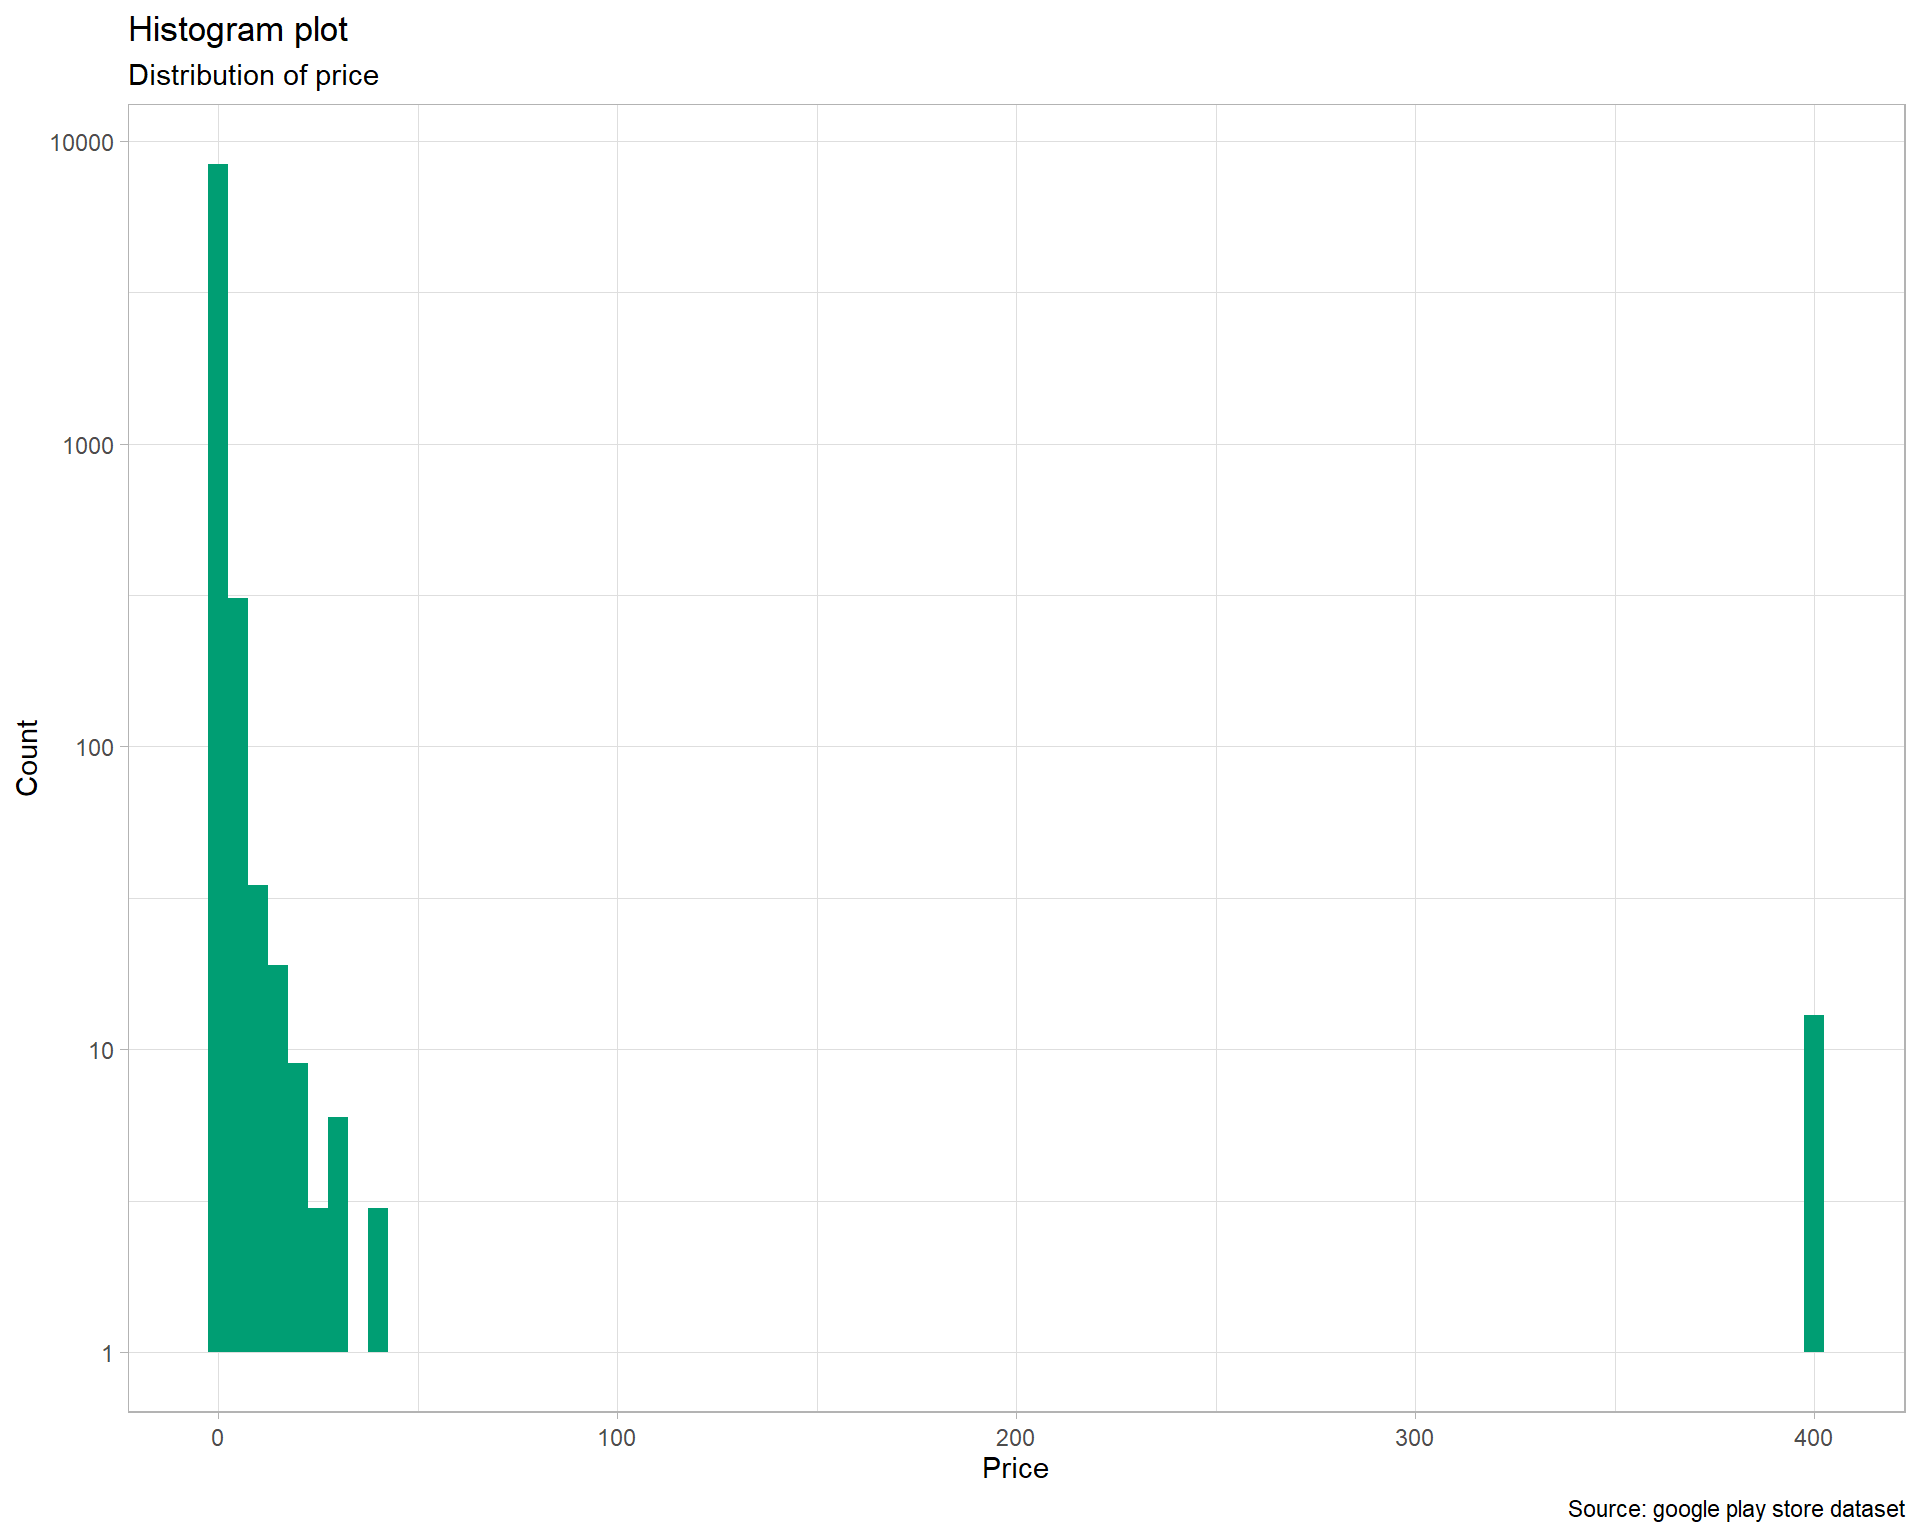 Histogram plot
Distribution of price
10000
1000
100
10
1
Count
0 100 200 300 400
Price
Source: google play store dataset